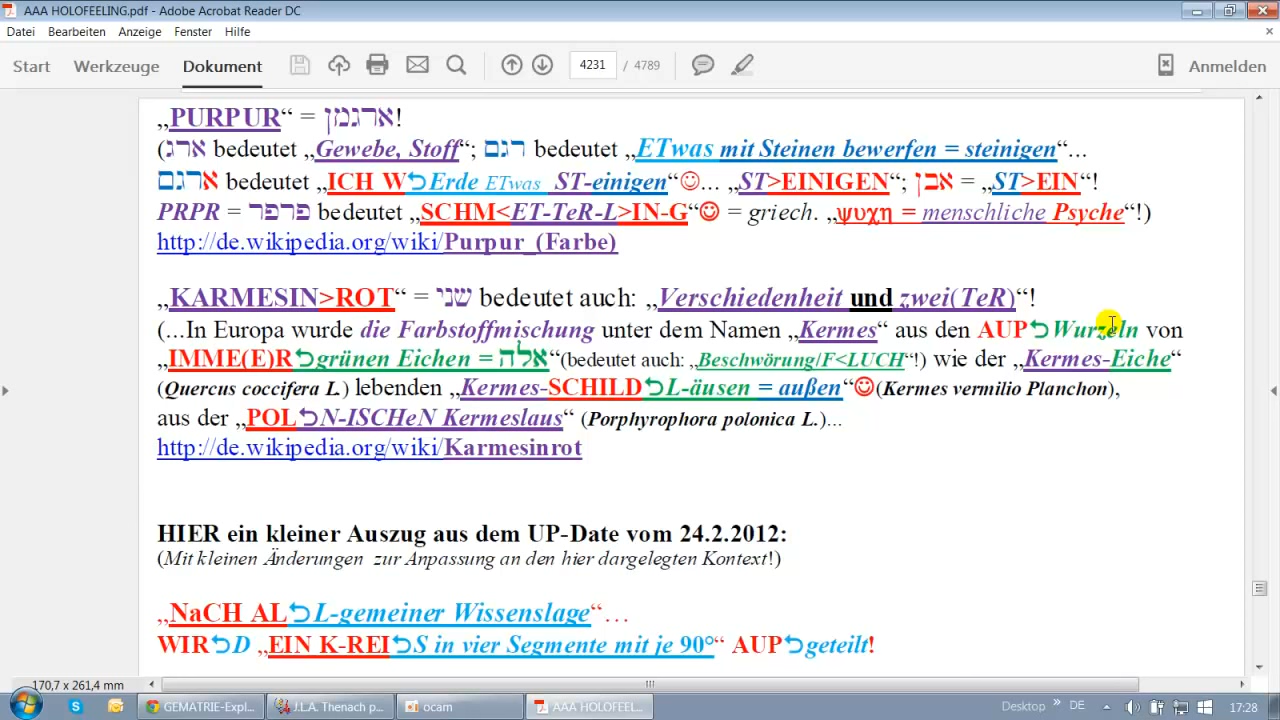 AAA HOLOFEELING.pdf - Adobe Acrobat Reader DC
Datei Bearbeiten Anzeige Fenster Hilfe
Start Werkzeuge Dokument 4231 / 4789 Anmelden
„PURPUR“ = ארגמן!
(ארג bedeutet „Gewebe, Stoff“; רגם bedeutet „ETwas mit Steinen bewerfen = steinigen“...
ארגם bedeutet „ICH W⮌Erde ETwas ST-einigen“☺... „ST>EINIGEN“; אבן = „ST>EIN“!
PRPR = פרפר bedeutet „SCHM<ET-TeR-L>IN-G“☺ = griech. „ψυχη = menschliche Psyche“!)
http://de.wikipedia.org/wiki/Purpur_(Farbe)
„KARMESIN>ROT“ = שני bedeutet auch: „Verschiedenheit und zwei(TeR)“!
(...In Europa wurde die Farbstoffmischung unter dem Namen „Kermes“ aus den AUP⮌Wurzeln von
„IMME(E)R⮌grünen Eichen = אלה“(bedeutet auch: „Beschwörung/F<LUCH“!) wie der „Kermes-Eiche“
(Quercus coccifera L.) lebenden „Kermes-SCHILD⮌L-äusen = außen“☺(Kermes vermilio Planchon),
aus der „POL⮌N-ISCHeN Kermeslaus“ (Porphyrophora polonica L.)...
http://de.wikipedia.org/wiki/Karmesinrot
HIER ein kleiner Auszug aus dem UP-Date vom 24.2.2012:
(Mit kleinen Änderungen zur Anpassung an den hier dargelegten Kontext!)
„NaCH AL⮌L-gemeiner Wissenslage“…
WIR⮌D „EIN K-REI⮌S in vier Segmente mit je 90°“ AUP⮌geteilt!
170,7 x 261,4 mm
GEMATRIE-Expl... J.L.A. Thenach p... ocam AAA HOLOFEEL... Desktop » DE 17:28